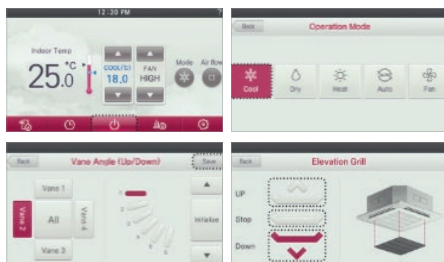 12:30 PM
Indoor Temp
25.0 °C
COOL(°C)
18.0
FAN
HIGH
Mode
Air flow
Back
Operation Mode
Cool
Dry
Heat
Auto
Fan
Back
Vane Angle (Up/Down)
Save
Vane 1
Vane 2
All
Vane 4
Vane 3
Initialize
Back
Elevation Grill
UP
Stop
Down